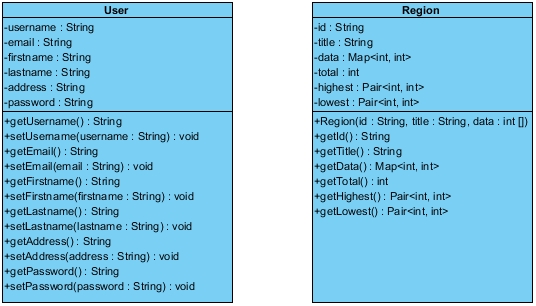 User
-username : String
-email : String
-firstname : String
-lastname : String
-address : String
-password : String
+getUsername() : String
+setUsername(username : String) : void
+getEmail() : String
+setEmail(email : String) : void
+getFirstname() : String
+setFirstname(firstname : String) : void
+getLastname() : String
+setLastname(lastname : String) : void
+getAddress() : String
+setAddress(address : String) : void
+getPassword() : String
+setPassword(password : String) : void
Region
-id : String
-title : String
-data : Map<int, int>
-total : int
-highest : Pair<int, int>
-lowest : Pair<int, int>
+Region(id : String, title : String, data : int [])
+getId() : String
+getTitle() : String
+getData() : Map<int, int>
+getTotal() : int
+getHighest() : Pair<int, int>
+getLowest() : Pair<int, int>